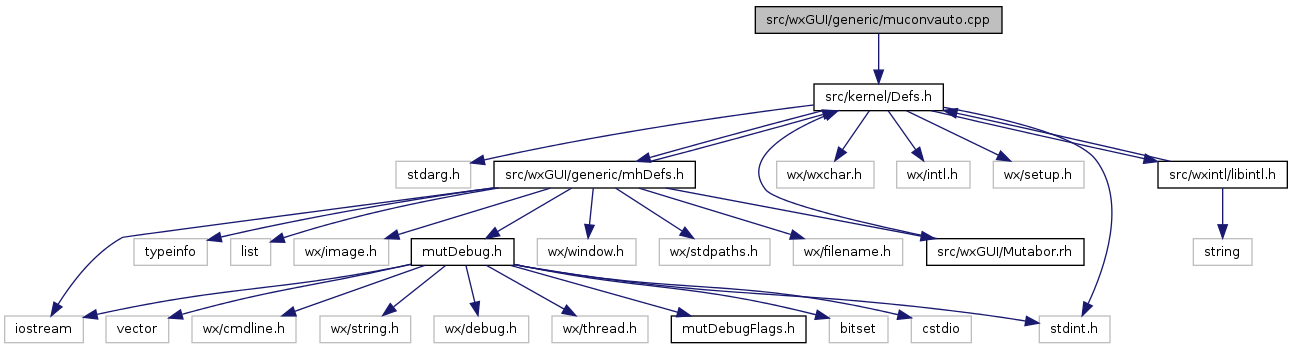 src/wxGUI/generic/muconvauto.cpp
src/kernel/Defs.h
stdarg.h
src/wxGUI/generic/mhDefs.h
wx/wxchar.h
wx/intl.h
wx/setup.h
src/wxintl/libintl.h
typeinfo
list
wx/image.h
mutDebug.h
wx/window.h
wx/stdpaths.h
wx/filename.h
src/wxGUI/Mutabor.rh
string
iostream
vector
wx/cmdline.h
wx/string.h
wx/debug.h
wx/thread.h
mutDebugFlags.h
bitset
cstdio
stdint.h